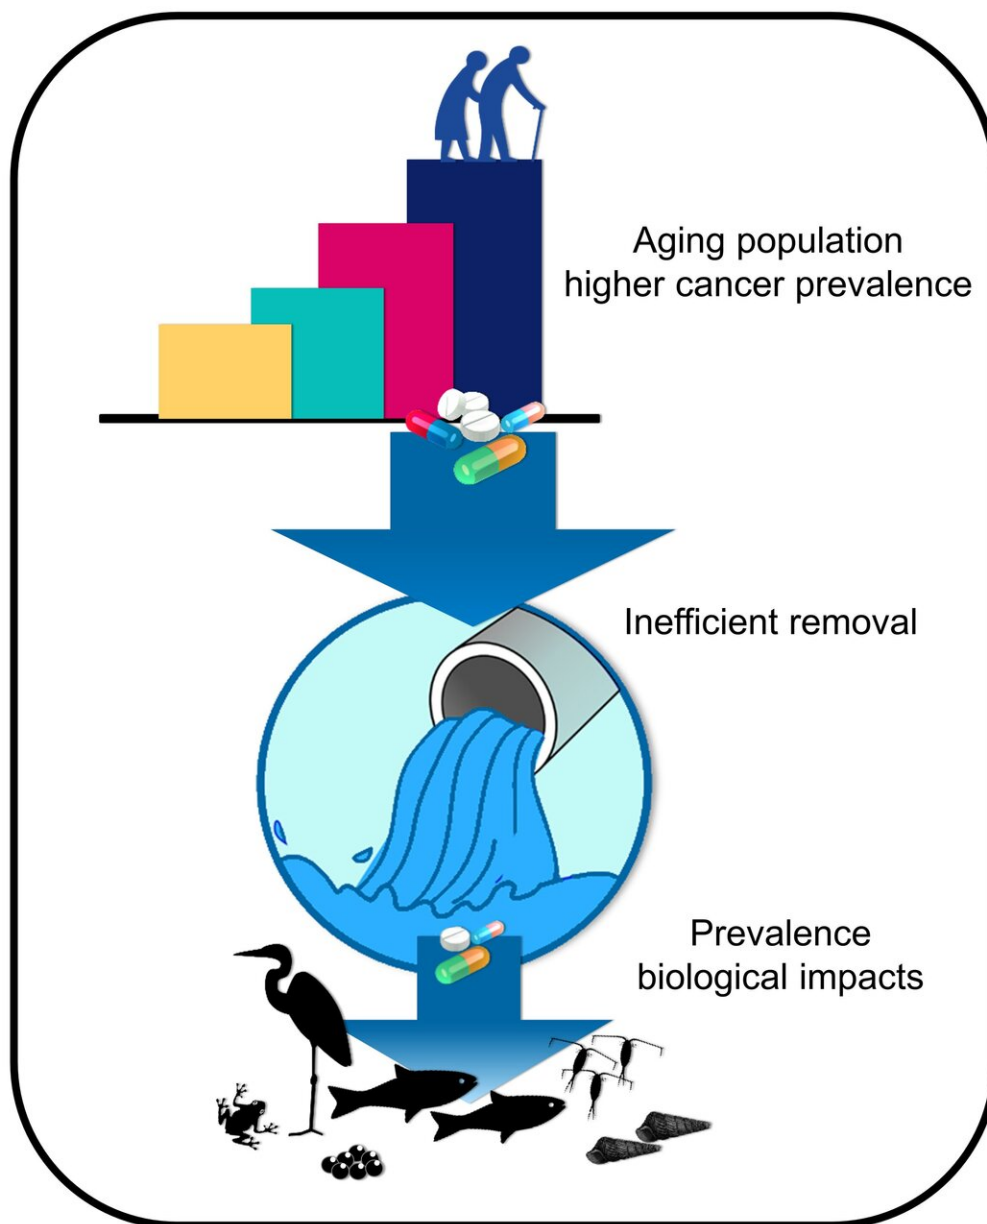 Aging population
higher cancer prevalence
Inefficient removal
Prevalence
biological impacts